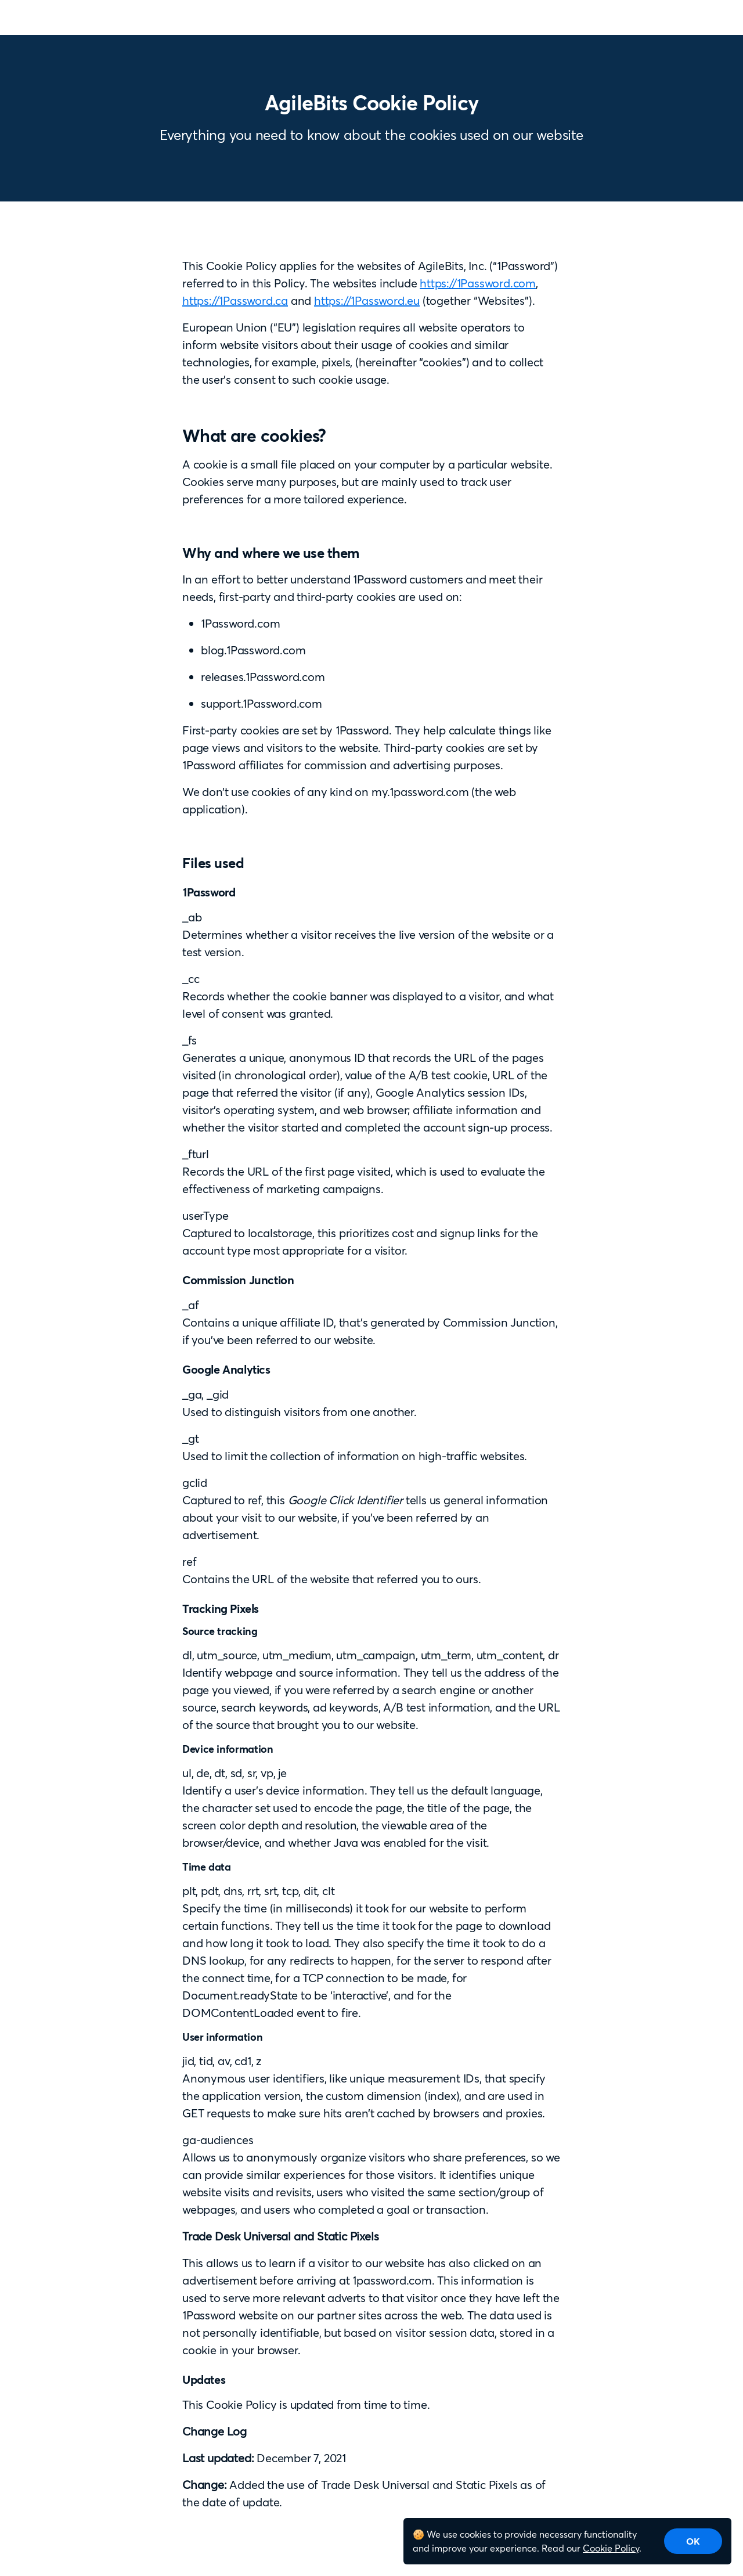 AgileBits Cookie Policy
Everything you need to know about the cookies used on our website
This Cookie Policy applies for the websites of AgileBits, Inc. (“1Password”)
referred to in this Policy. The websites include https://1Password.com,
https://1Password.ca and https://1Password.eu (together “Websites”).
European Union (“EU”) legislation requires all website operators to
inform website visitors about their usage of cookies and similar
technologies, for example, pixels, (hereinafter “cookies”) and to collect
the user’s consent to such cookie usage.
What are cookies?
A cookie is a small file placed on your computer by a particular website.
Cookies serve many purposes, but are mainly used to track user
preferences for a more tailored experience.
Why and where we use them
In an effort to better understand 1Password customers and meet their
needs, first-party and third-party cookies are used on:
• 1Password.com
• blog.1Password.com
• releases.1Password.com
• support.1Password.com
First-party cookies are set by 1Password. They help calculate things like
page views and visitors to the website. Third-party cookies are set by
1Password affiliates for commission and advertising purposes.
We don’t use cookies of any kind on my.1password.com (the web
application).
Files used
1Password
_ab
Determines whether a visitor receives the live version of the website or a
test version.
_cc
Records whether the cookie banner was displayed to a visitor, and what
level of consent was granted.
_fs
Generates a unique, anonymous ID that records the URL of the pages
visited (in chronological order), value of the A/B test cookie, URL of the
page that referred the visitor (if any), Google Analytics session IDs,
visitor’s operating system, and web browser; affiliate information and
whether the visitor started and completed the account sign-up process.
_fturl
Records the URL of the first page visited, which is used to evaluate the
effectiveness of marketing campaigns.
userType
Captured to localstorage, this prioritizes cost and signup links for the
account type most appropriate for a visitor.
Commission Junction
_af
Contains a unique affiliate ID, that’s generated by Commission Junction,
if you’ve been referred to our website.
Google Analytics
_ga, _gid
Used to distinguish visitors from one another.
_gt
Used to limit the collection of information on high-traffic websites.
gclid
Captured to ref, this Google Click Identifier tells us general information
about your visit to our website, if you’ve been referred by an
advertisement.
ref
Contains the URL of the website that referred you to ours.
Tracking Pixels
Source tracking
dl, utm_source, utm_medium, utm_campaign, utm_term, utm_content, dr
Identify webpage and source information. They tell us the address of the
page you viewed, if you were referred by a search engine or another
source, search keywords, ad keywords, A/B test information, and the URL
of the source that brought you to our website.
Device information
ul, de, dt, sd, sr, vp, je
Identify a user’s device information. They tell us the default language,
the character set used to encode the page, the title of the page, the
screen color depth and resolution, the viewable area of the
browser/device, and whether Java was enabled for the visit.
Time data
plt, pdt, dns, rrt, srt, tcp, dit, clt
Specify the time (in milliseconds) it took for our website to perform
certain functions. They tell us the time it took for the page to download
and how long it took to load. They also specify the time it took to do a
DNS lookup, for any redirects to happen, for the server to respond after
the connect time, for a TCP connection to be made, for
Document.readyState to be ‘interactive’, and for the
DOMContentLoaded event to fire.
User information
jid, tid, av, cd1, z
Anonymous user identifiers, like unique measurement IDs, that specify
the application version, the custom dimension (index), and are used in
GET requests to make sure hits aren’t cached by browsers and proxies.
ga-audiences
Allows us to anonymously organize visitors who share preferences, so we
can provide similar experiences for those visitors. It identifies unique
website visits and revisits, users who visited the same section/group of
webpages, and users who completed a goal or transaction.
Trade Desk Universal and Static Pixels
This allows us to learn if a visitor to our website has also clicked on an
advertisement before arriving at 1password.com. This information is
used to serve more relevant adverts to that visitor once they have left the
1Password website on our partner sites across the web. The data used is
not personally identifiable, but based on visitor session data, stored in a
cookie in your browser.
Updates
This Cookie Policy is updated from time to time.
Change Log
Last updated: December 7, 2021
Change: Added the use of Trade Desk Universal and Static Pixels as of
the date of update.
🍪 We use cookies to provide necessary functionality
and improve your experience. Read our Cookie Policy.
OK